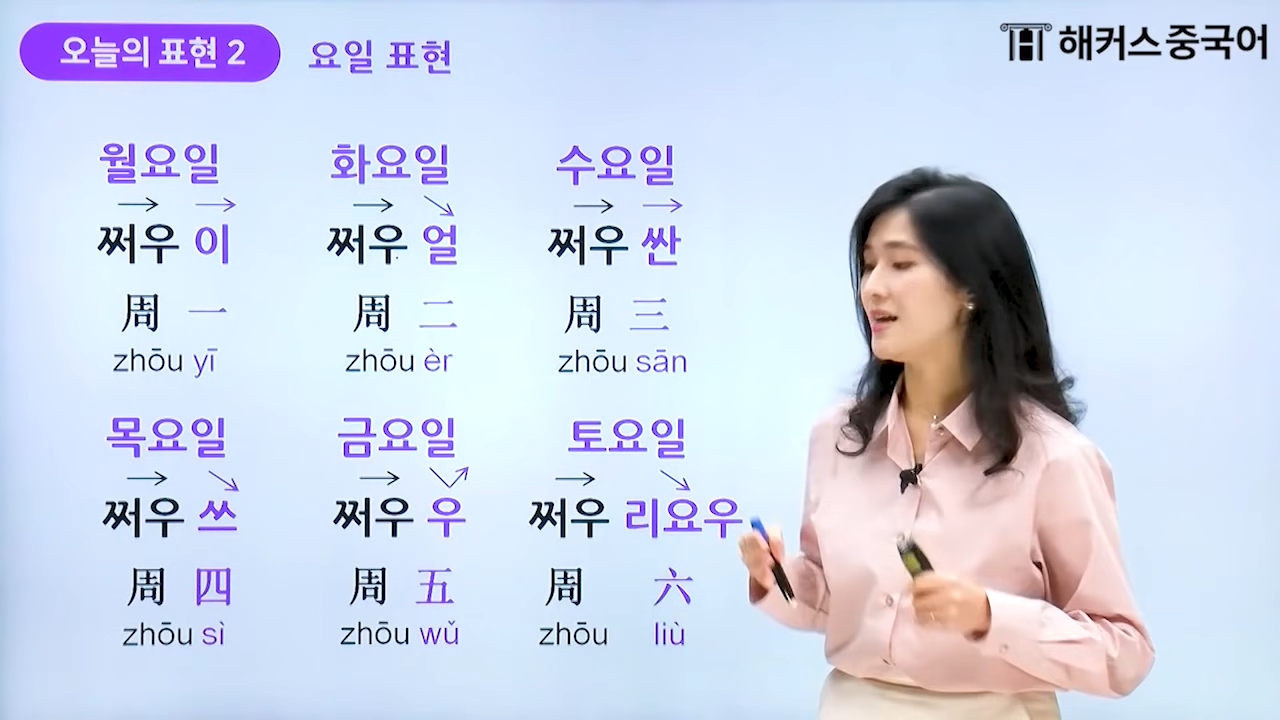 오늘의 표현 2 요일 표현
해커스중국어
월요일 화요일 수요일
→ → → ↘ → →
쩌우 이 쩌우 얼 쩌우 싼
周 一 周 二 周 三
zhōu yī zhōu èr zhōu sān
목요일 금요일 토요일
→ ↘ → ↘↗ → ↘
쩌우 쓰 쩌우 우 쩌우 리요우
周 四 周 五 周 六
zhōu sì zhōu wǔ zhōu liù